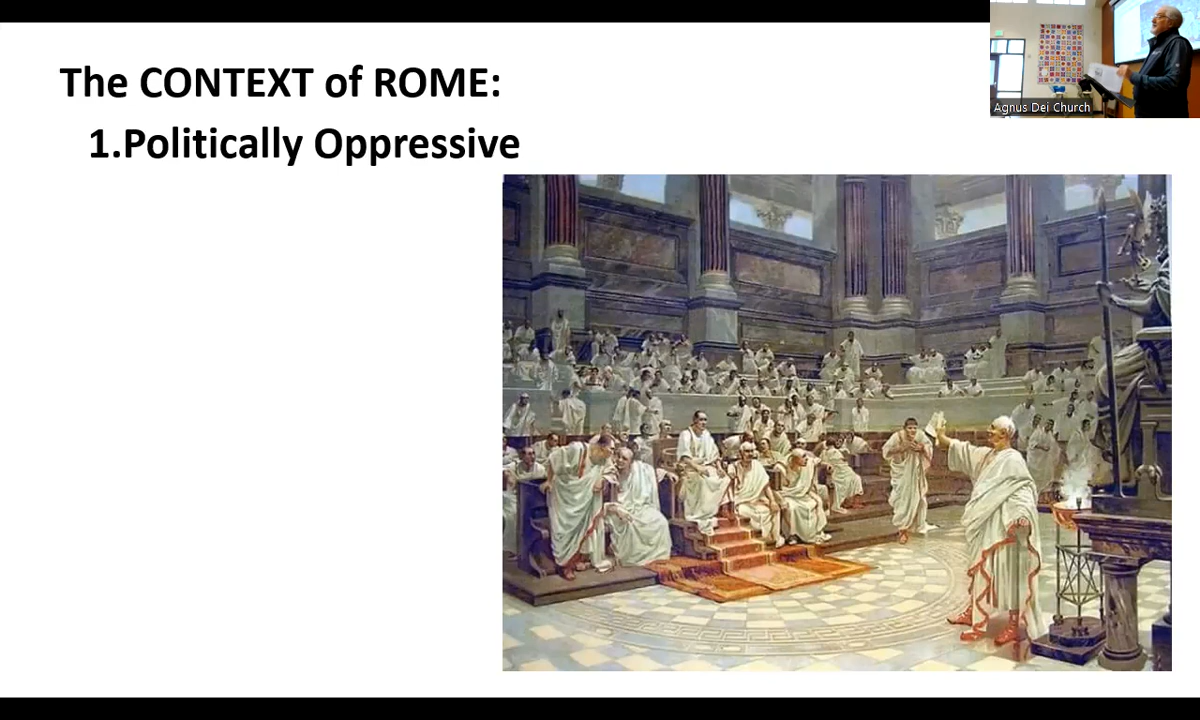 The CONTEXT of ROME:
1.Politically Oppressive
Agnus Dei Church